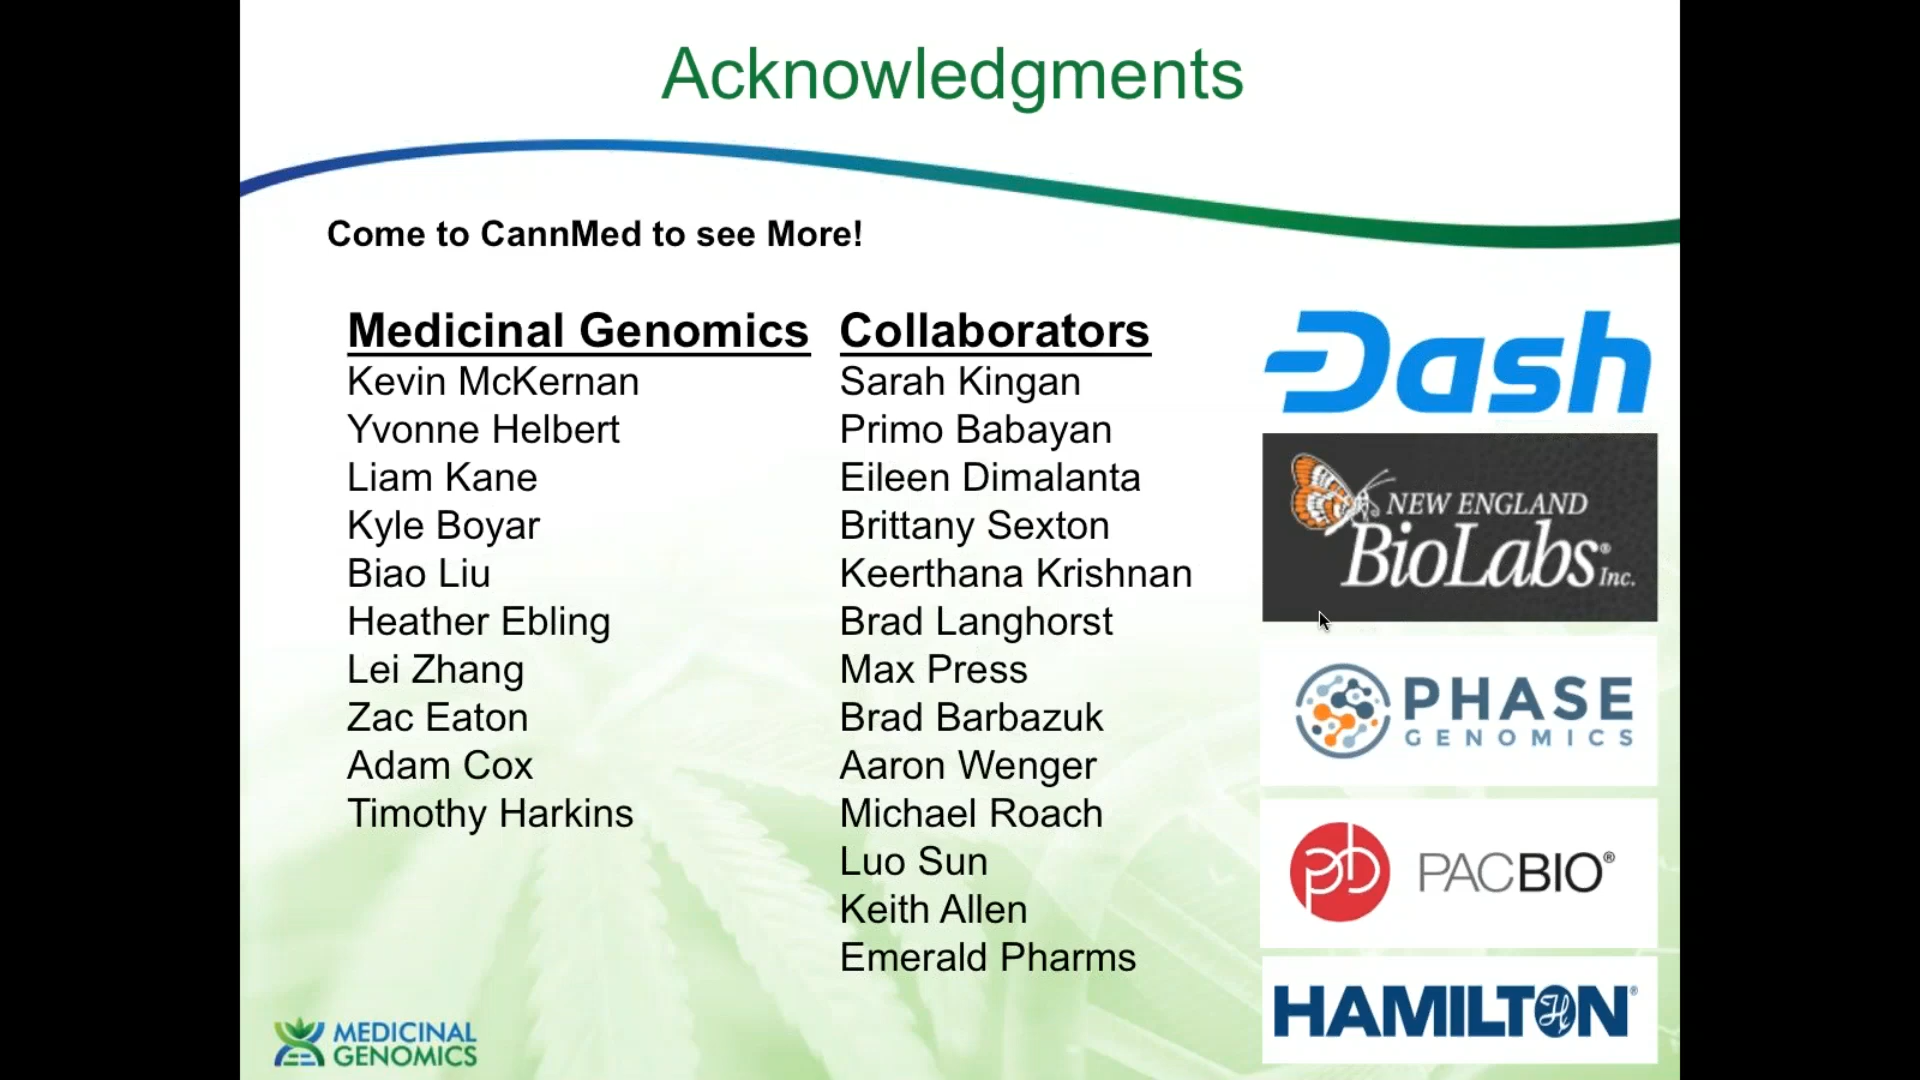 Acknowledgments
Come to CannMed to see More!
Medicinal Genomics
Kevin McKernan
Yvonne Helbert
Liam Kane
Kyle Boyar
Biao Liu
Heather Ebling
Lei Zhang
Zac Eaton
Adam Cox
Timothy Harkins
Collaborators
Sarah Kingan
Primo Babayan
Eileen Dimalanta
Brittany Sexton
Keerthana Krishnan
Brad Langhorst
Max Press
Brad Barbazuk
Aaron Wenger
Michael Roach
Luo Sun
Keith Allen
Emerald Pharms
Dash
NEW ENGLAND
BioLabs® Inc.
PHASE
GENOMICS
pb PACBIO®
HAMILTON®
MEDICINAL
GENOMICS